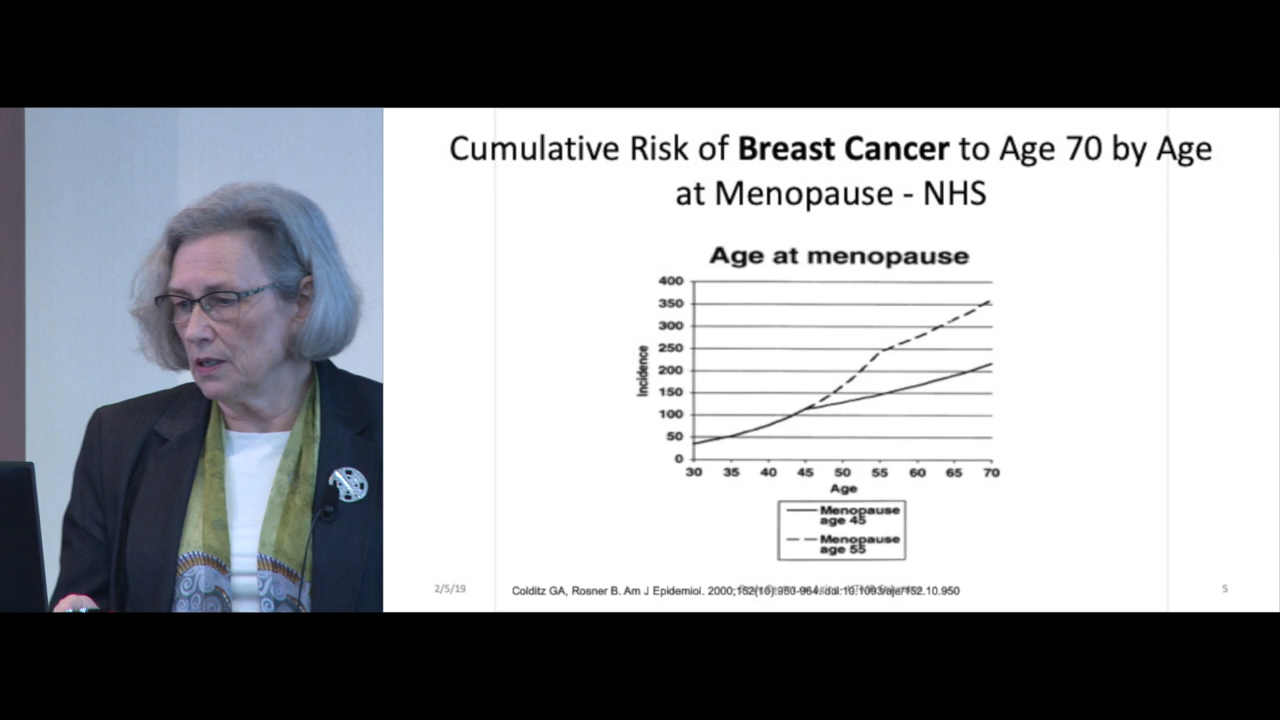 Cumulative Risk of Breast Cancer to Age 70 by Age
at Menopause - NHS
Age at menopause
400
350
300
250
200
150
100
50
0
Incidence
30 35 40 45 50 55 60 65 70
Age
Menopause
age 45
Menopause
age 55
2/5/19
Colditz GA, Rosner B. Am J Epidemiol. 2000;152(10):950-964. doi:10.1093/aje/152.10.950
5